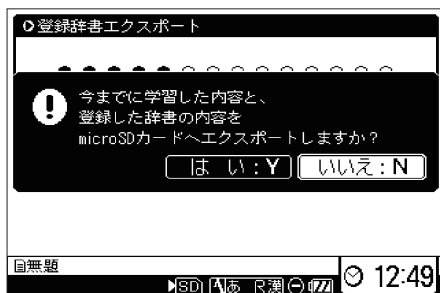 登録辞書エクスポート
今までに学習した内容と、
登録した辞書の内容を
microSDカードへエクスポートしますか?
はい:Y いいえ:N
無題
SD A あ R漢 12:49